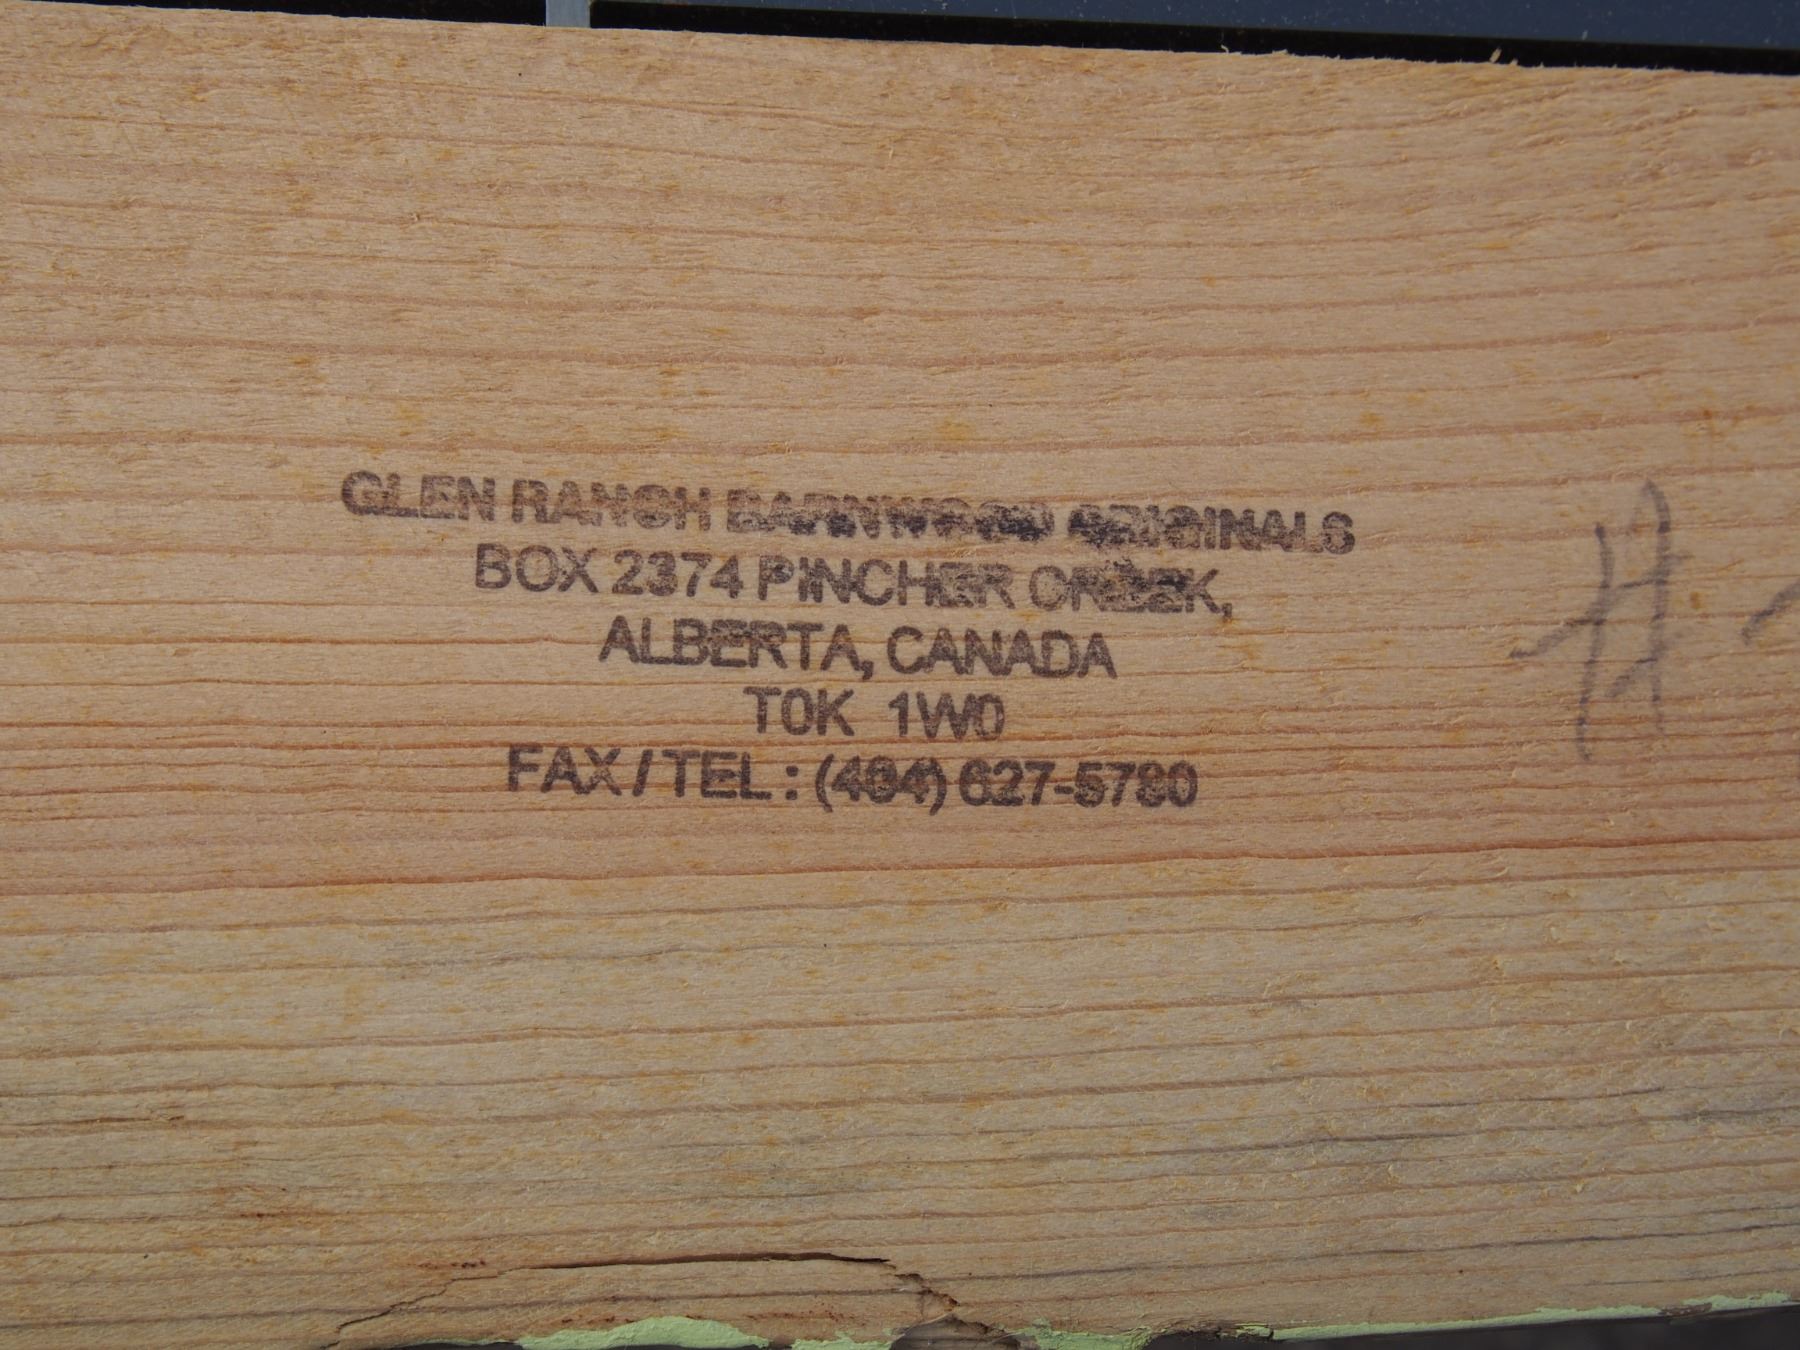 GLEN RANCH BARNWOOD ORIGINALS
BOX 2374 PINCHER CREEK,
ALBERTA, CANADA
T0K 1W0
FAX/TEL: (404) 627-5780
#